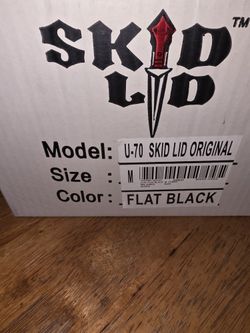 SKID
LID
TM
Model: U-70 SKID LID ORIGINAL
Size : M
Color : FLAT BLACK